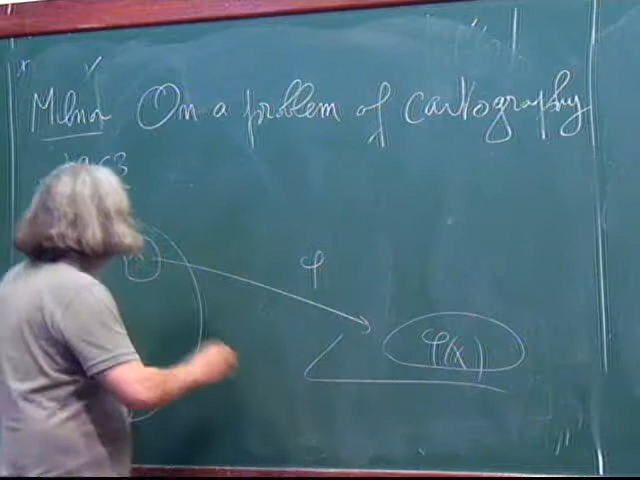 Milnor On a problem of cartography
φ
φ(x)